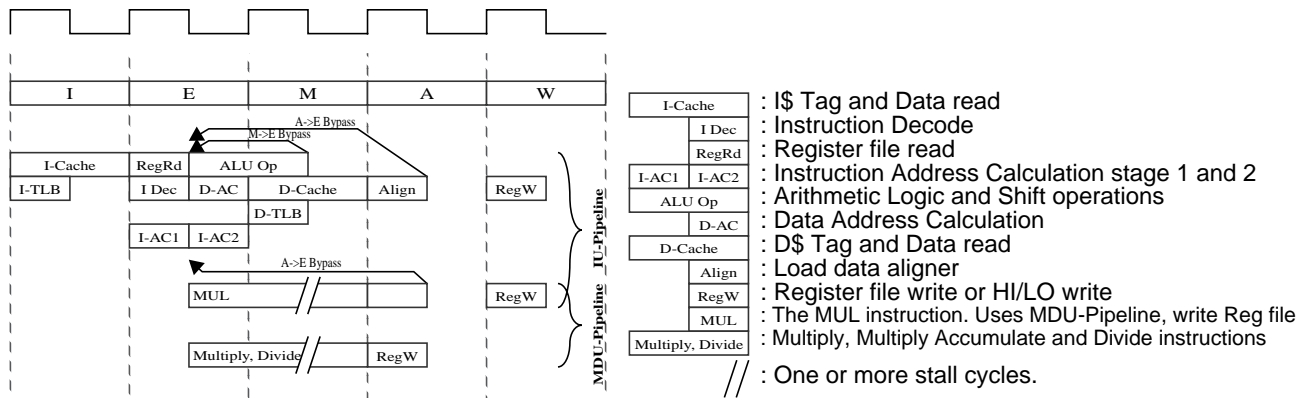 I E M A W
A->E Bypass
M->E Bypass
I-Cache RegRd ALU Op
I-TLB I Dec D-AC D-Cache Align RegW
D-TLB
I-AC1 I-AC2
A->E Bypass
MUL RegW
Multiply, Divide RegW
IU-Pipeline
MDU-Pipeline
I-Cache : I$ Tag and Data read
I Dec : Instruction Decode
RegRd : Register file read
I-AC1 I-AC2 : Instruction Address Calculation stage 1 and 2
ALU Op : Arithmetic Logic and Shift operations
D-AC : Data Address Calculation
D-Cache : D$ Tag and Data read
Align : Load data aligner
RegW : Register file write or HI/LO write
MUL : The MUL instruction. Uses MDU-Pipeline, write Reg file
Multiply, Divide : Multiply, Multiply Accumulate and Divide instructions
: One or more stall cycles.